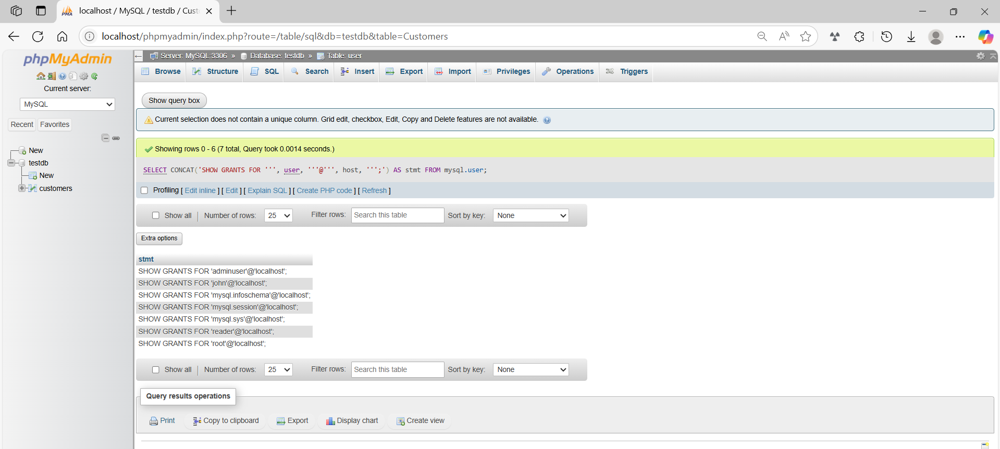 localhost / MySQL / testdb / Cust
localhost/phpmyadmin/index.php?route=/table/sql&db=testdb&table=Customers
phpMyAdmin
Current server:
MySQL
Recent Favorites
New
testdb
New
customers
Server: MySQL:3306 » Database: testdb » Table: user
Browse Structure SQL Search Insert Export Import Privileges Operations Triggers
Show query box
Current selection does not contain a unique column. Grid edit, checkbox, Edit, Copy and Delete features are not available.
Showing rows 0 - 6 (7 total, Query took 0.0014 seconds.)
SELECT CONCAT('SHOW GRANTS FOR ''', user, '''@''', host, ''';') AS stmt FROM mysql.user;
Profiling [ Edit inline ] [ Edit ] [ Explain SQL ] [ Create PHP code ] [ Refresh ]
Show all | Number of rows: 25 Filter rows: Search this table Sort by key: None
Extra options
stmt
SHOW GRANTS FOR 'adminuser'@'localhost';
SHOW GRANTS FOR 'john'@'localhost';
SHOW GRANTS FOR 'mysql.infoschema'@'localhost';
SHOW GRANTS FOR 'mysql.session'@'localhost';
SHOW GRANTS FOR 'mysql.sys'@'localhost';
SHOW GRANTS FOR 'reader'@'localhost';
SHOW GRANTS FOR 'root'@'localhost';
Show all | Number of rows: 25 Filter rows: Search this table Sort by key: None
Query results operations
Print Copy to clipboard Export Display chart Create view